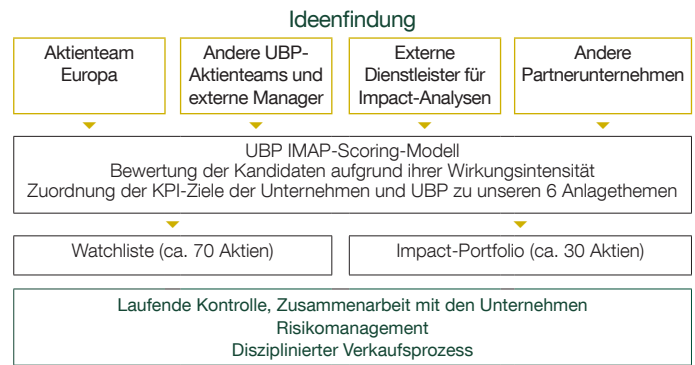 Ideenfindung
Aktienteam
Europa
Andere UBP-
Aktienteams und
externe Manager
Externe
Dienstleister für
Impact-Analysen
Andere
Partnerunternehmen
UBP IMAP-Scoring-Modell
Bewertung der Kandidaten aufgrund ihrer Wirkungsintensität
Zuordnung der KPI-Ziele der Unternehmen und UBP zu unseren 6 Anlagethemen
Watchliste (ca. 70 Aktien)
Impact-Portfolio (ca. 30 Aktien)
Laufende Kontrolle, Zusammenarbeit mit den Unternehmen
Risikomanagement
Disziplinierter Verkaufsprozess